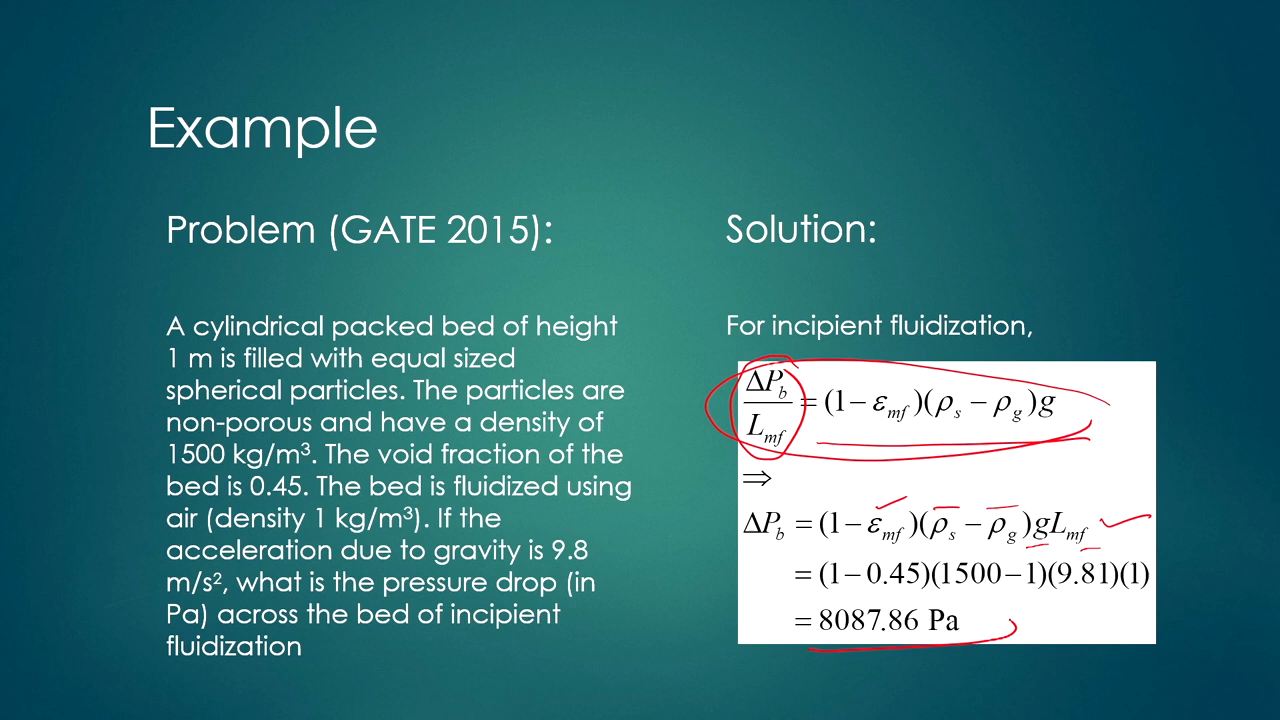 Example
Problem (GATE 2015):
A cylindrical packed bed of height
1 m is filled with equal sized
spherical particles. The particles are
non-porous and have a density of
1500 kg/m³. The void fraction of the
bed is 0.45. The bed is fluidized using
air (density 1 kg/m³). If the
acceleration due to gravity is 9.8
m/s², what is the pressure drop (in
Pa) across the bed of incipient
fluidization
Solution:
For incipient fluidization,
ΔP_b / L_mf = (1 − ε_mf)(ρ_s − ρ_g)g
⇒
ΔP_b = (1 − ε_mf)(ρ_s − ρ_g)gL_mf
= (1 − 0.45)(1500 − 1)(9.81)(1)
= 8087.86 Pa